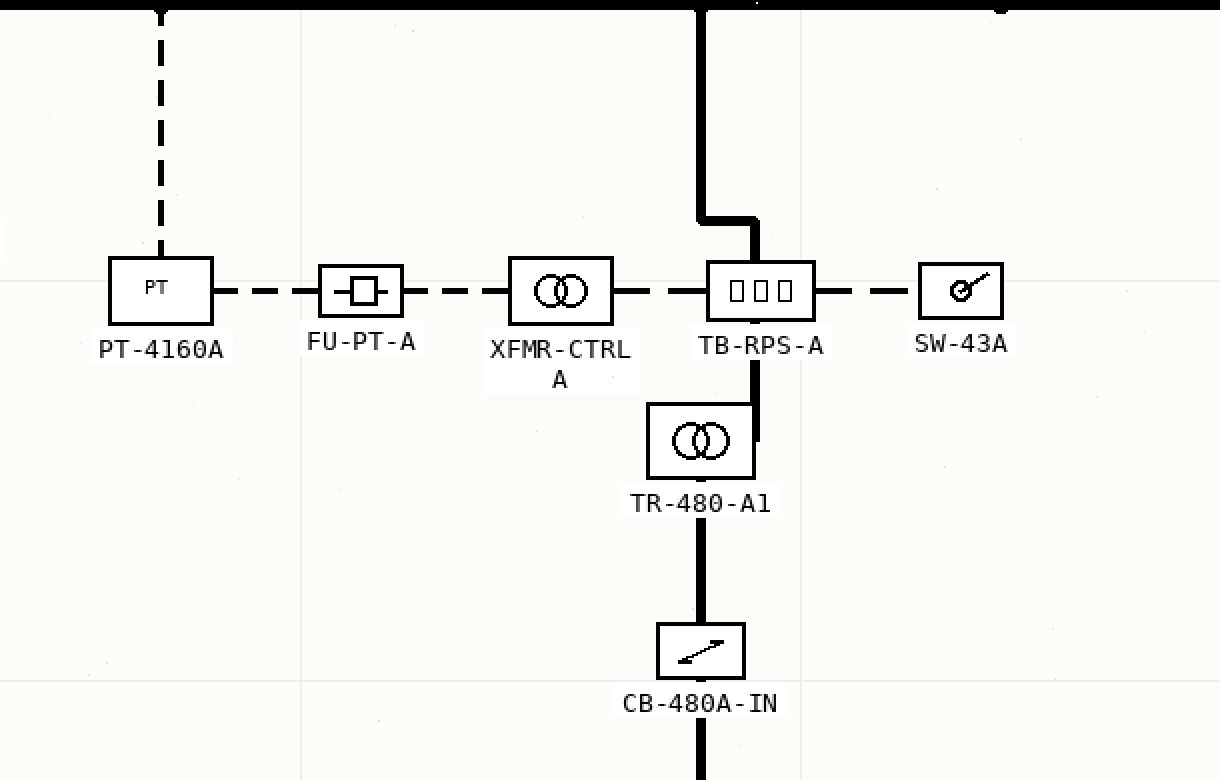 PT
PT-4160A
FU-PT-A
XFMR-CTRL
A
TB-RPS-A
SW-43A
TR-480-A1
CB-480A-IN